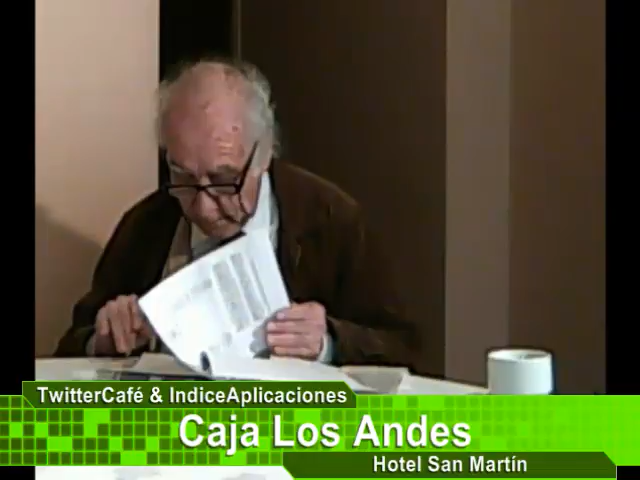 TwitterCafé & IndiceAplicaciones
Caja Los Andes
Hotel San Martín